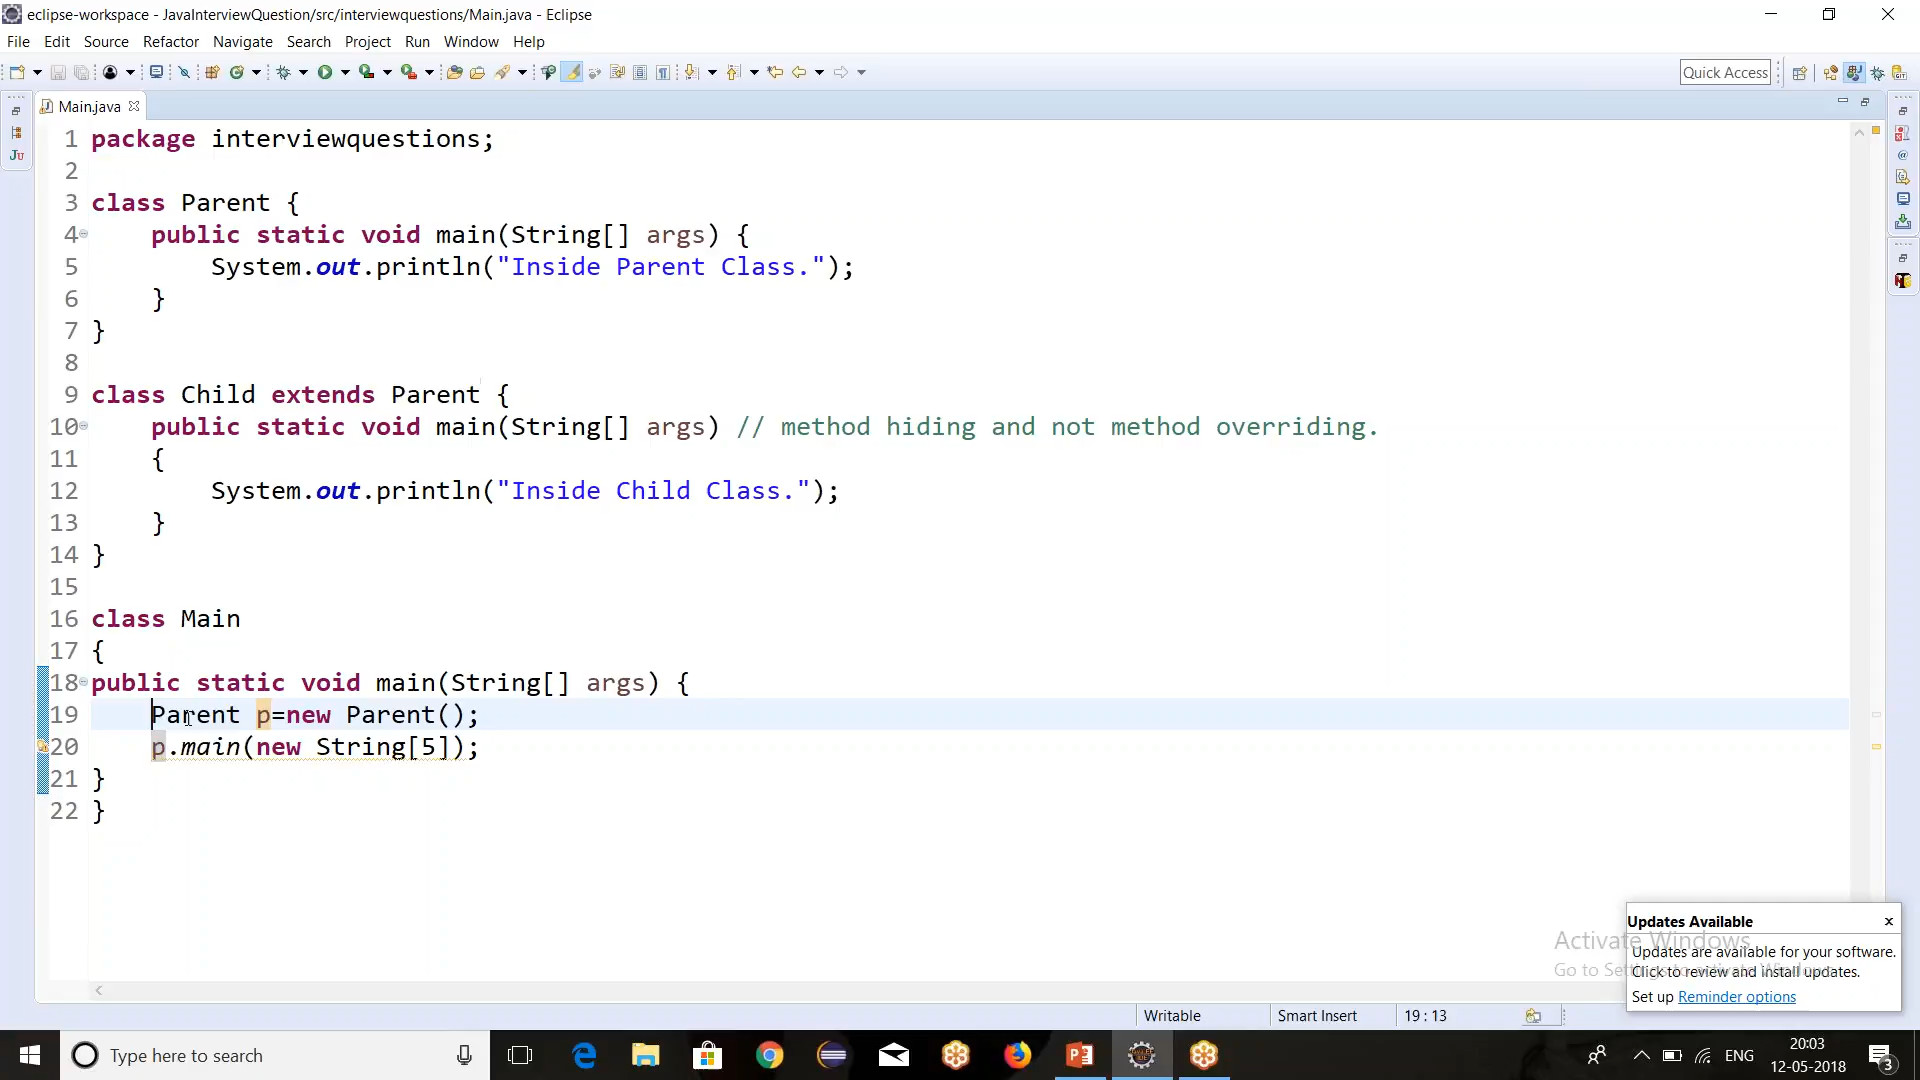 eclipse-workspace - JavaInterviewQuestion/src/interviewquestions/Main.java - Eclipse
File Edit Source Refactor Navigate Search Project Run Window Help
Quick Access
Main.java
1 package interviewquestions;
2
3 class Parent {
4 public static void main(String[] args) {
5 System.out.println("Inside Parent Class.");
6 }
7 }
8
9 class Child extends Parent {
10 public static void main(String[] args) // method hiding and not method overriding.
11 {
12 System.out.println("Inside Child Class.");
13 }
14 }
15
16 class Main
17 {
18 public static void main(String[] args) {
19 Parent p=new Parent();
20 p.main(new String[5]);
21 }
22 }
Activate Windows
Updates Available
Updates are available for your software.
Click to review and install updates.
Set up Reminder options
Writable Smart Insert 19 : 13
Type here to search
ENG
20:03
12-05-2018
3